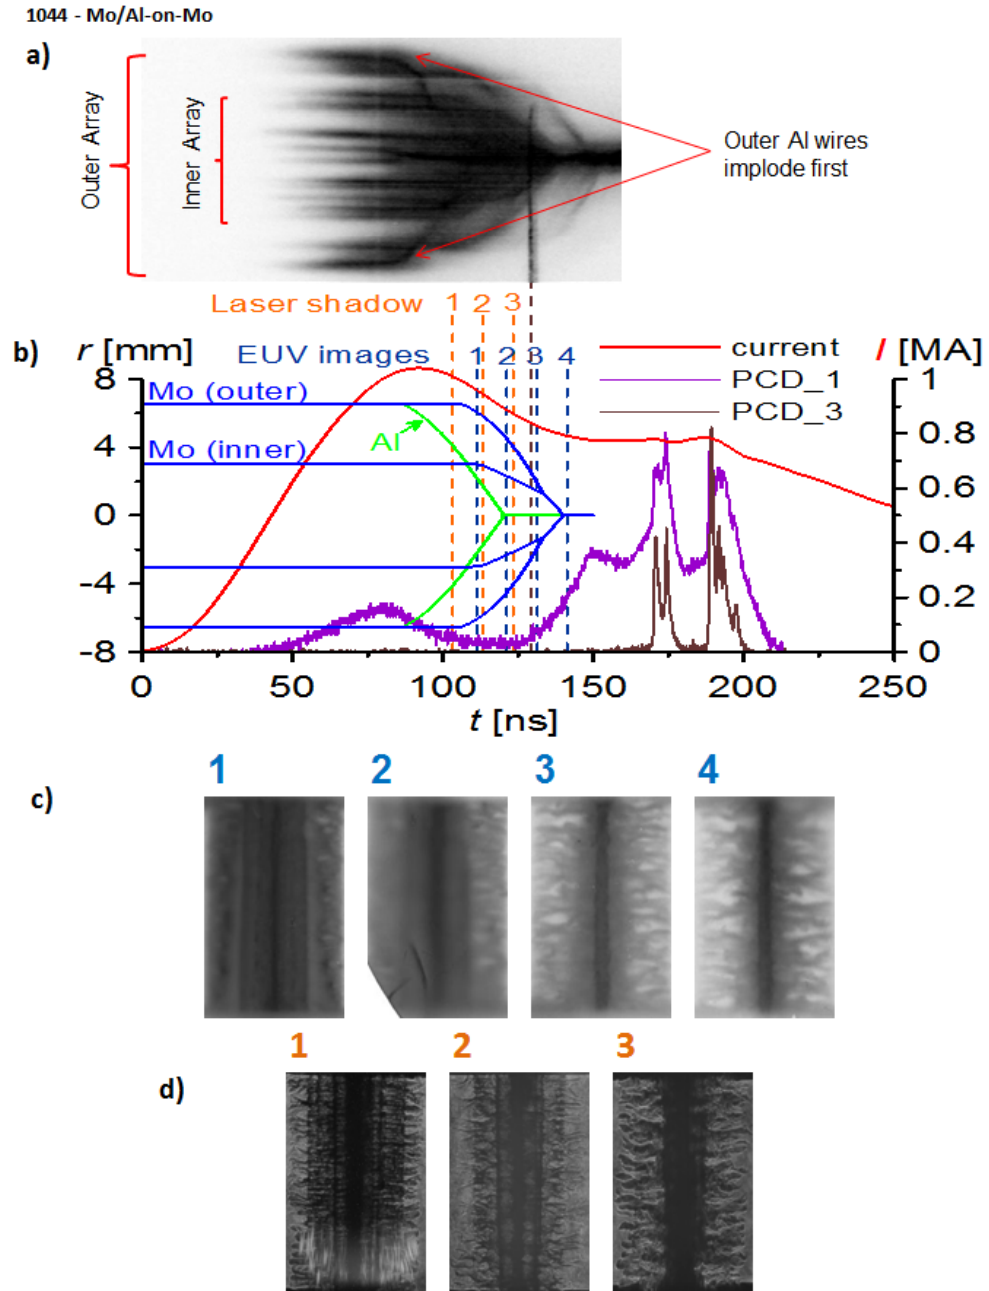 1044 - Mo/Al-on-Mo
a)
Outer Array
Inner Array
Outer Al wires
implode first
Laser shadow 1 2 3
b)
r [mm]
EUV images 1 2 3 4
current
I [MA]
PCD_1
PCD_3
Mo (outer)
Al
Mo (inner)
8
4
0
-4
-8
1
0.8
0.6
0.4
0.2
0
0 50 100 150 200 250
t [ns]
c)
1 2 3 4
d)
1 2 3